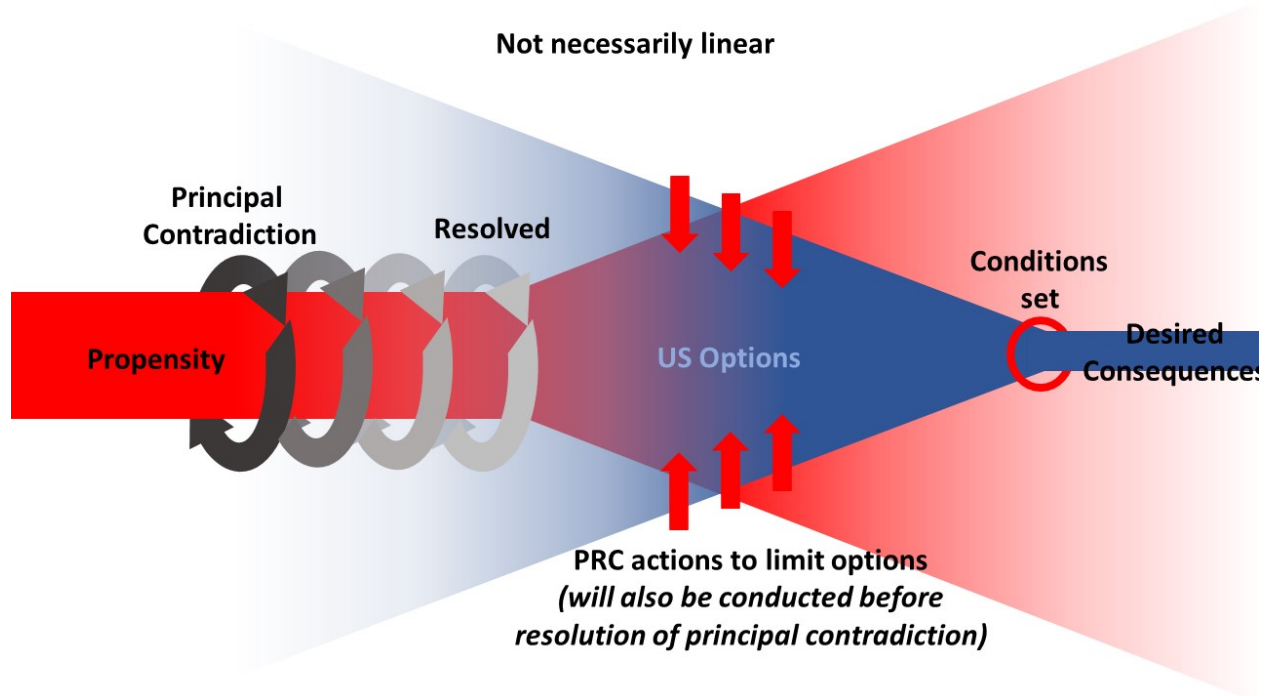 Not necessarily linear
Principal
Contradiction
Resolved
Propensity
US Options
Conditions
set
Desired
Consequences
PRC actions to limit options
(will also be conducted before
resolution of principal contradiction)